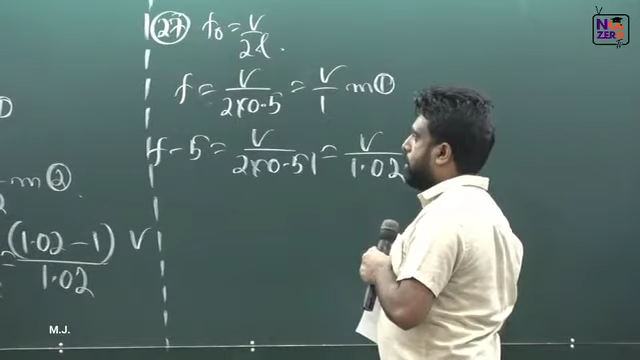 ①
m ②
(1.02 - 1) V
1.02
㉗ f₀ = V / 2l .
f = V / 2×0.5 = V / 1 m ①
f - 5 = V / 2×0.51 = V / 1.02
M.J.